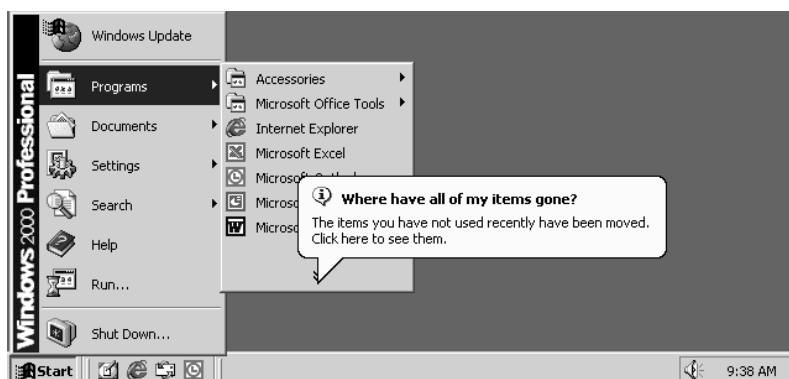 Windows 2000 Professional
Windows Update
Programs
Documents
Settings
Search
Help
Run...
Shut Down...
Accessories
Microsoft Office Tools
Internet Explorer
Microsoft Excel
Where have all of my items gone?
The items you have not used recently have been moved.
Click here to see them.
Start
9:38 AM